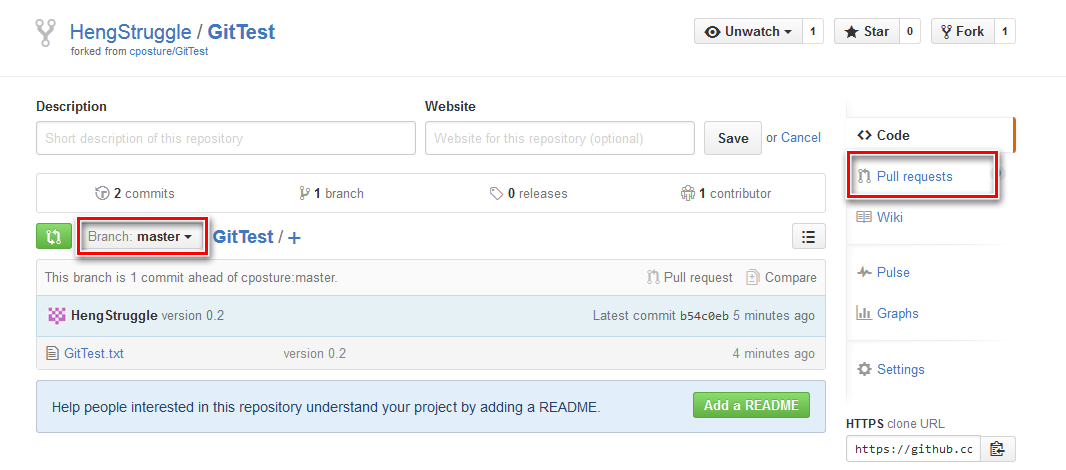 HengStruggle / GitTest
forked from cposture/GitTest
Unwatch 1 Star 0 Fork 1
Description
Website
Short description of this repository
Website for this repository (optional)
Save or Cancel
2 commits 1 branch 0 releases 1 contributor
Branch: master GitTest / +
This branch is 1 commit ahead of cposture:master. Pull request Compare
HengStruggle version 0.2 Latest commit b54c0eb 5 minutes ago
GitTest.txt version 0.2 4 minutes ago
Help people interested in this repository understand your project by adding a README. Add a README
Code
Pull requests
Wiki
Pulse
Graphs
Settings
HTTPS clone URL
https://github.cc